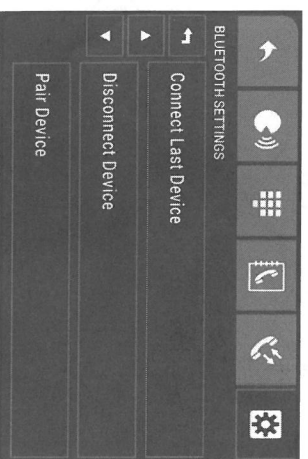 BLUETOOTH SETTINGS
Connect Last Device
Disconnect Device
Pair Device